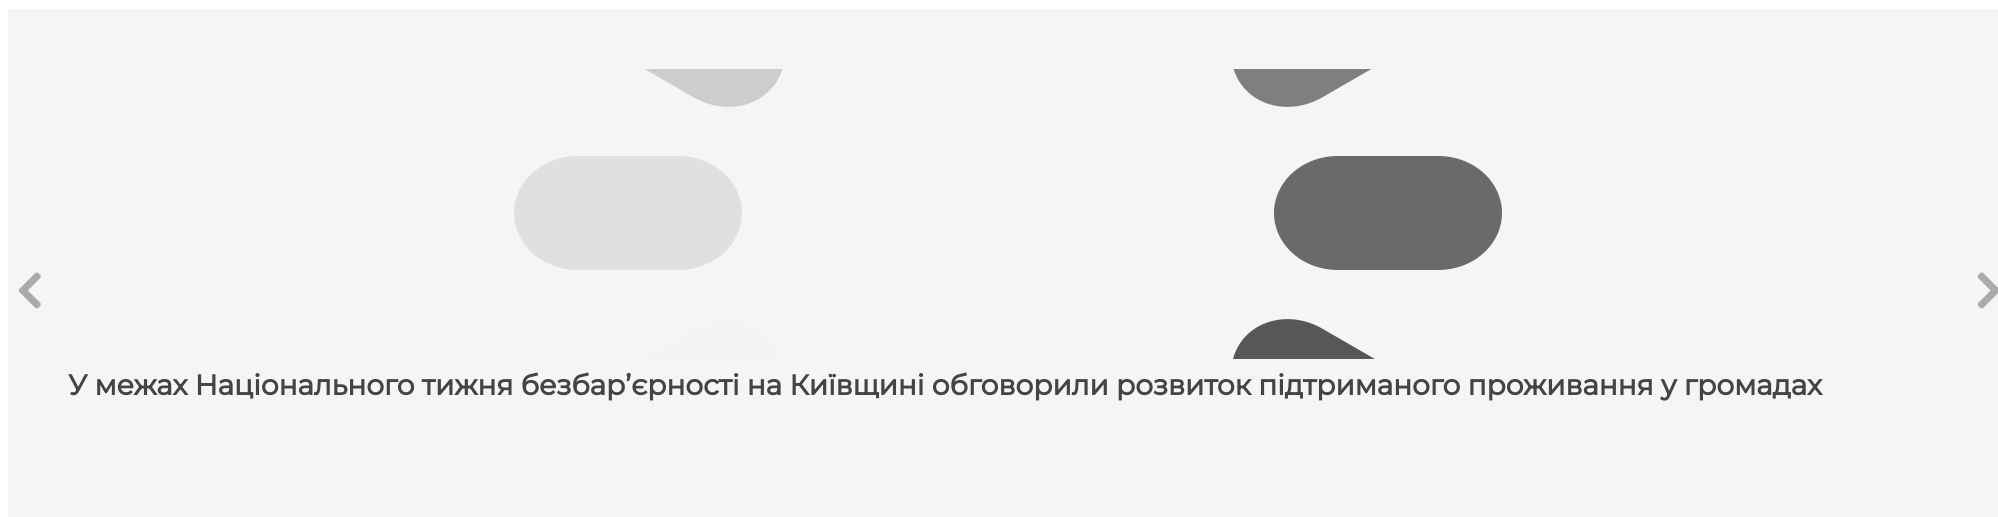 У межах Національного тижня безбар’єрності на Київщині обговорили розвиток підтриманого проживання у громадах